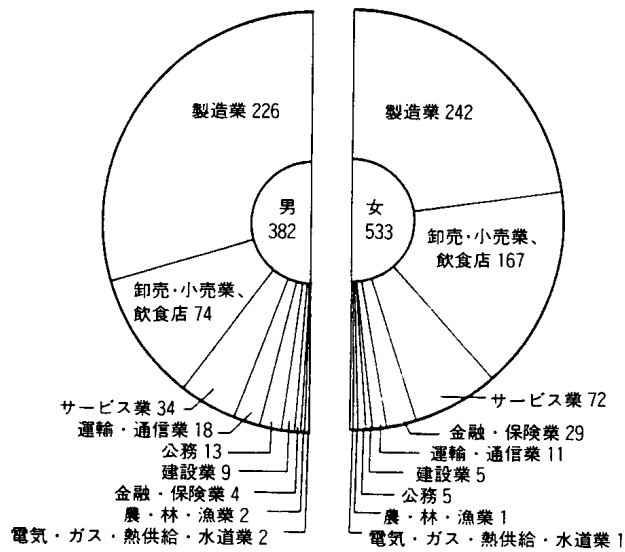 製造業 226
男
382
卸売・小売業、
飲食店 74
サービス業 34
運輸・通信業 18
公務 13
建設業 9
金融・保険業 4
農・林・漁業 2
電気・ガス・熱供給・水道業 2
製造業 242
女
533
卸売・小売業、
飲食店 167
サービス業 72
金融・保険業 29
運輸・通信業 11
建設業 5
公務 5
農・林・漁業 1
電気・ガス・熱供給・水道業 1